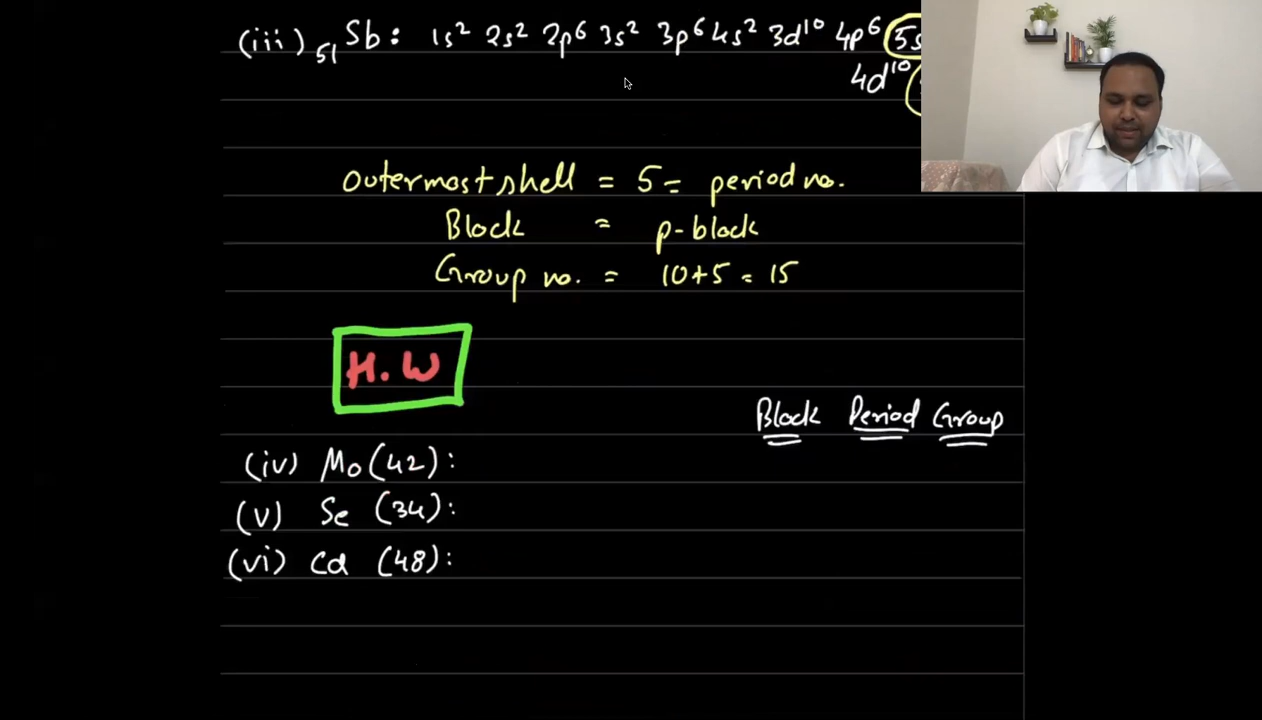 (iii) ₅₁Sb: 1s² 2s² 2p⁶ 3s² 3p⁶ 4s² 3d¹⁰ 4p⁶ 5s
4d¹⁰
Outermost shell = 5 = period no.
Block = p-block
Group no. = 10+5 = 15
H.W
Block Period Group
(iv) Mo(42):
(v) Se (34):
(vi) Cd (48):